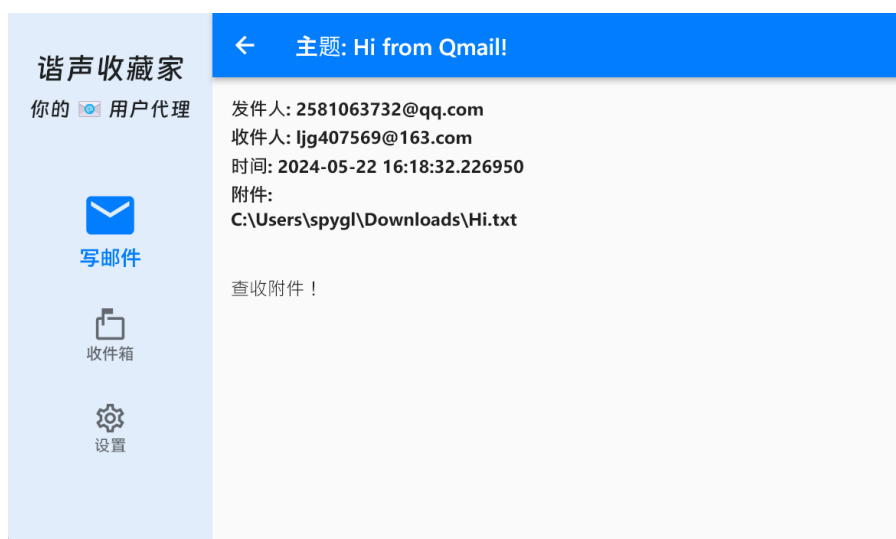 谐声收藏家
你的 📧 用户代理
写邮件
收件箱
设置
主题: Hi from Qmail!
发件人: 2581063732@qq.com
收件人: ljg407569@163.com
时间: 2024-05-22 16:18:32.226950
附件:
C:\Users\spygl\Downloads\Hi.txt
查收附件！